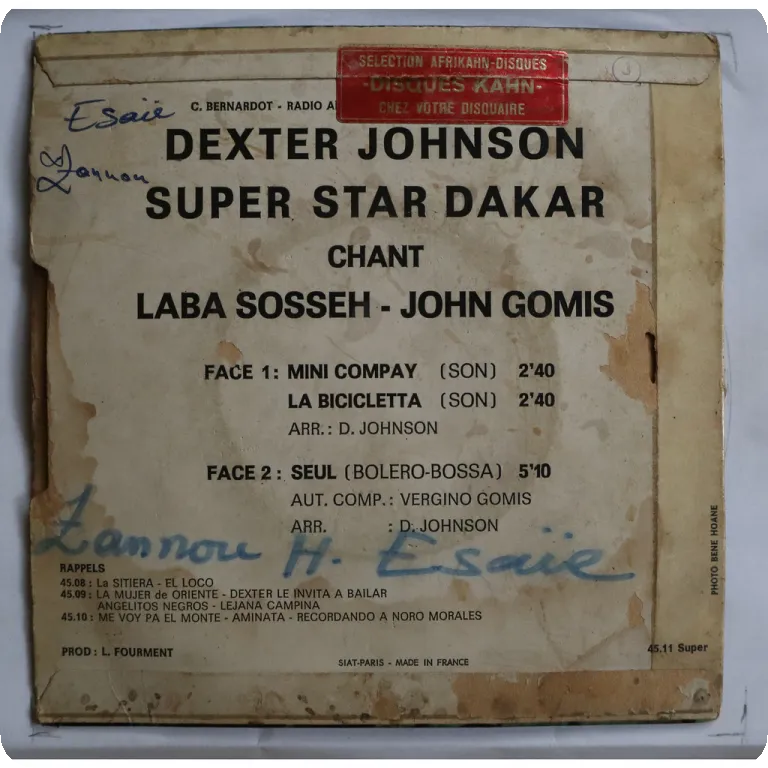 SELECTION AFRIKAHN-DISQUES
-DISQUES KAHN-
CHEZ VOTRE DISQUAIRE
J
Esaïe
Zannou
C. BERNARDOT - RADIO
DEXTER JOHNSON
SUPER STAR DAKAR
CHANT
LABA SOSSEH - JOHN GOMIS
FACE 1: MINI COMPAY (SON) 2'40
LA BICICLETTA (SON) 2'40
ARR.: D. JOHNSON
FACE 2: SEUL (BOLERO-BOSSA) 5'10
AUT. COMP.: VERGINO GOMIS
ARR. : D. JOHNSON
Zannou H. Esaïe
RAPPELS
45.08: La SITIERA - EL LOCO
45.09: LA MUJER de ORIENTE - DEXTER LE INVITA A BAILAR
ANGELITOS NEGROS - LEJANA CAMPINA
45.10: ME VOY PA EL MONTE - AMINATA - RECORDANDO A NORO MORALES
PROD: L. FOURMENT
SIAT-PARIS - MADE IN FRANCE
45.11 Super
PHOTO BENE HOANE